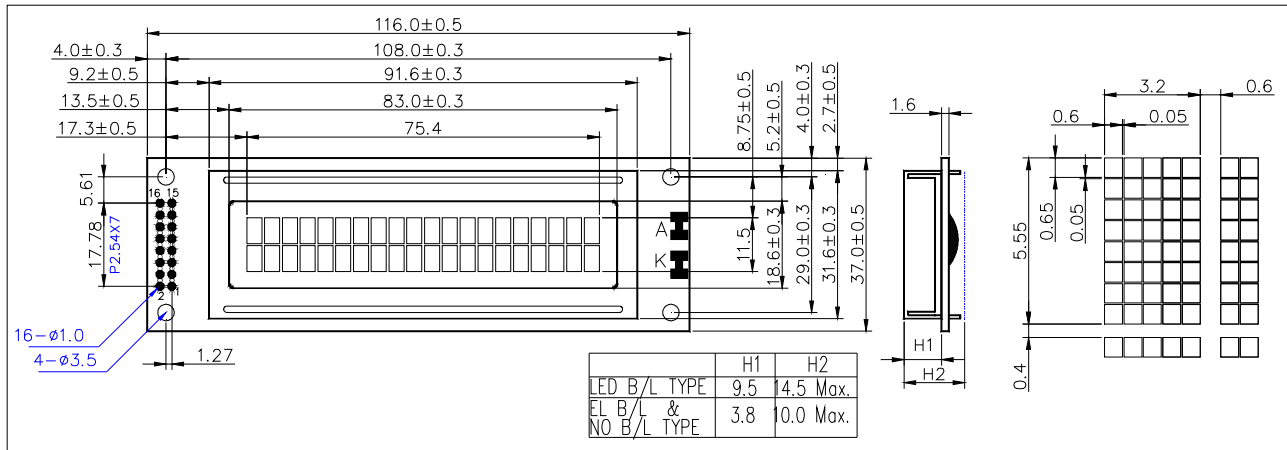 116.0±0.5
4.0±0.3
108.0±0.3
9.2±0.5
91.6±0.3
13.5±0.5
83.0±0.3
17.3±0.5
75.4
8.75±0.5
5.2±0.5
4.0±0.3
2.7±0.5
5.61
16 15
17.78
P2.54X7
2 1
A
K
11.5
18.6±0.3
29.0±0.3
31.6±0.3
37.0±0.5
16-ø1.0
4-ø3.5
1.27
H1 H2
LED B/L TYPE 9.5 14.5 Max.
EL B/L &
NO B/L TYPE 3.8 10.0 Max.
1.6
H1
H2
3.2
0.6
0.6
0.05
5.55
0.65
0.05
0.4